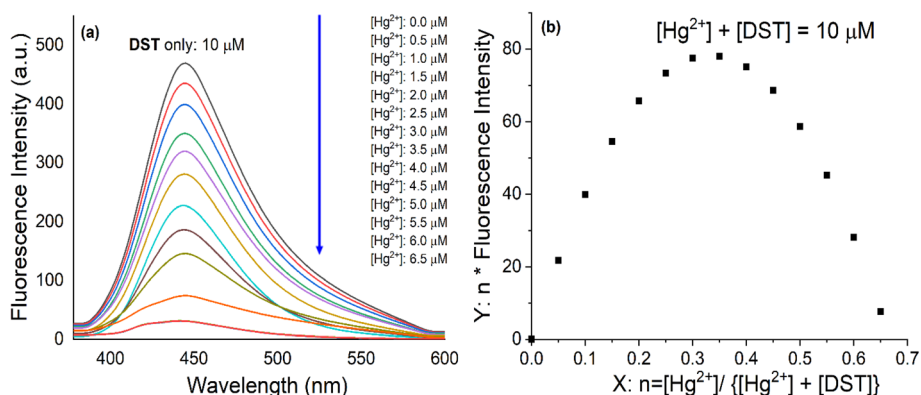 (a)
DST only: 10 μM
[Hg²⁺]: 0.0 μM
[Hg²⁺]: 0.5 μM
[Hg²⁺]: 1.0 μM
[Hg²⁺]: 1.5 μM
[Hg²⁺]: 2.0 μM
[Hg²⁺]: 2.5 μM
[Hg²⁺]: 3.0 μM
[Hg²⁺]: 3.5 μM
[Hg²⁺]: 4.0 μM
[Hg²⁺]: 4.5 μM
[Hg²⁺]: 5.0 μM
[Hg²⁺]: 5.5 μM
[Hg²⁺]: 6.0 μM
[Hg²⁺]: 6.5 μM
Fluorescence Intensity (a.u.)
500
400
300
200
100
0
400 450 500 550 600
Wavelength (nm)
(b)
[Hg²⁺] + [DST] = 10 μM
Y: n * Fluorescence Intensity
80
60
40
20
0
0.0 0.1 0.2 0.3 0.4 0.5 0.6 0.7
X: n=[Hg²⁺]/ {[Hg²⁺] + [DST]}